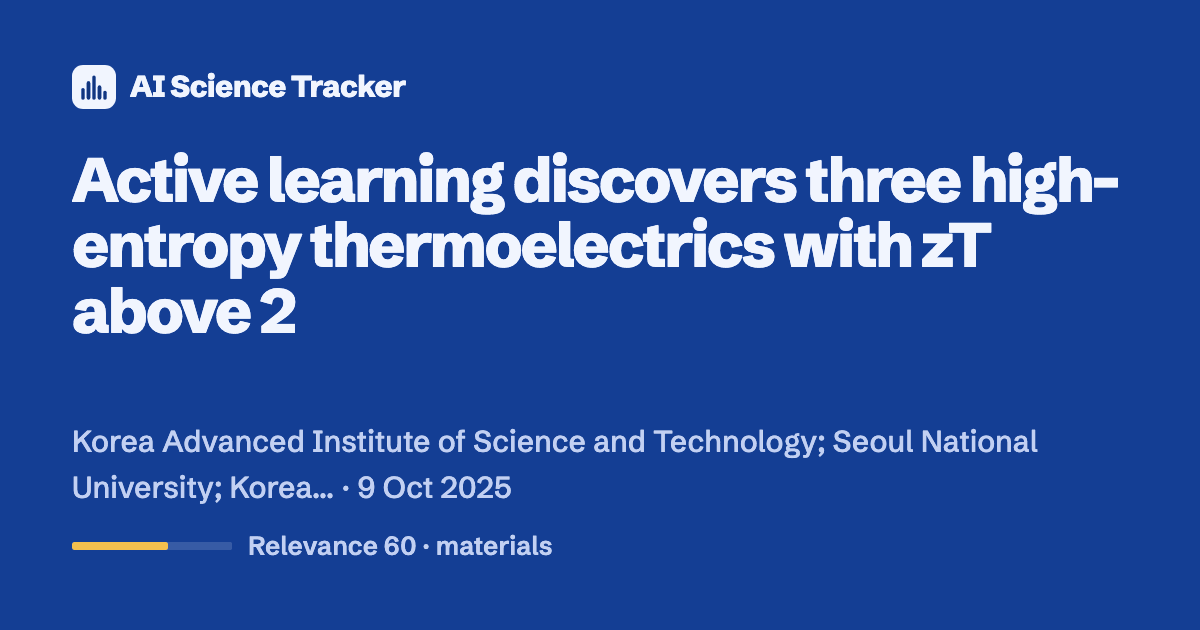 AI Science Tracker
Active learning discovers three high-
entropy thermoelectrics with zT
above 2
Korea Advanced Institute of Science and Technology; Seoul National
University; Korea... · 9 Oct 2025
Relevance 60 · materials